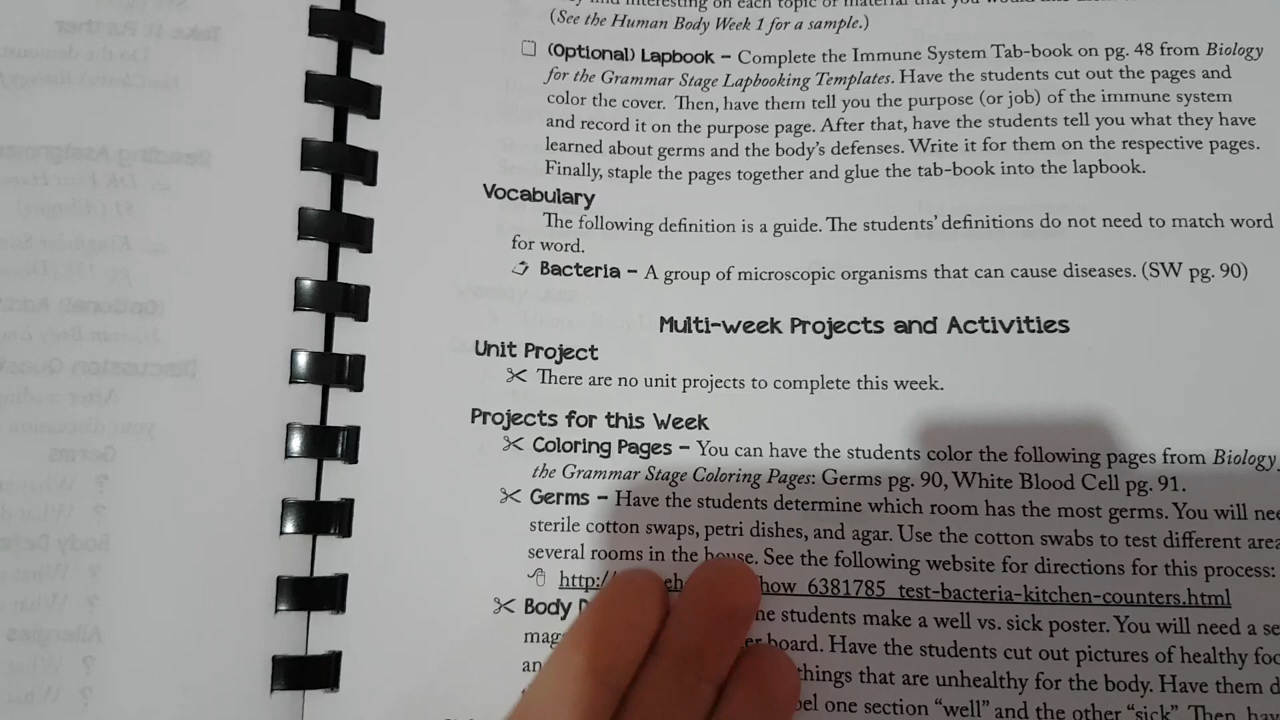 find interesting on each topic or material that you would
(See the Human Body Week 1 for a sample.)
(Optional) Lapbook – Complete the Immune System Tab-book on pg. 48 from Biology
for the Grammar Stage Lapbooking Templates. Have the students cut out the pages and
color the cover. Then, have them tell you the purpose (or job) of the immune system
and record it on the purpose page. After that, have the students tell you what they have
learned about germs and the body's defenses. Write it for them on the respective pages.
Finally, staple the pages together and glue the tab-book into the lapbook.
Vocabulary
The following definition is a guide. The students' definitions do not need to match word
for word.
Bacteria – A group of microscopic organisms that can cause diseases. (SW pg. 90)
Multi-week Projects and Activities
Unit Project
There are no unit projects to complete this week.
Projects for this Week
Coloring Pages – You can have the students color the following pages from Biology
the Grammar Stage Coloring Pages: Germs pg. 90, White Blood Cell pg. 91.
Germs – Have the students determine which room has the most germs. You will
sterile cotton swaps, petri dishes, and agar. Use the cotton swabs to test different
several rooms in the house. See the following website for directions for this process:
http:/ eh how_6381785_test-bacteria-kitchen-counters.html
Body students make a well vs. sick poster. You will need a
board. Have the students cut out pictures of healthy
things that are unhealthy for the body. Have them
one section "well" and the other "sick". Then,